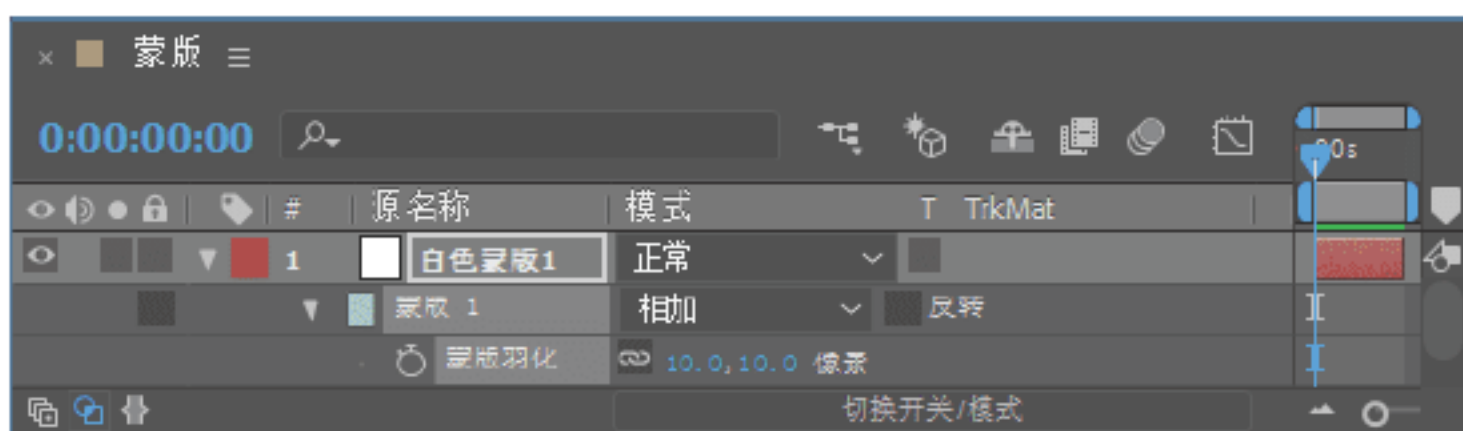 × 蒙版 ≡
0:00:00:00
00s
# 源名称 模式 T TrkMat
1 白色蒙版1 正常
蒙版 1 相加 反转
蒙版羽化 10.0,10.0 像素
切换开关/模式